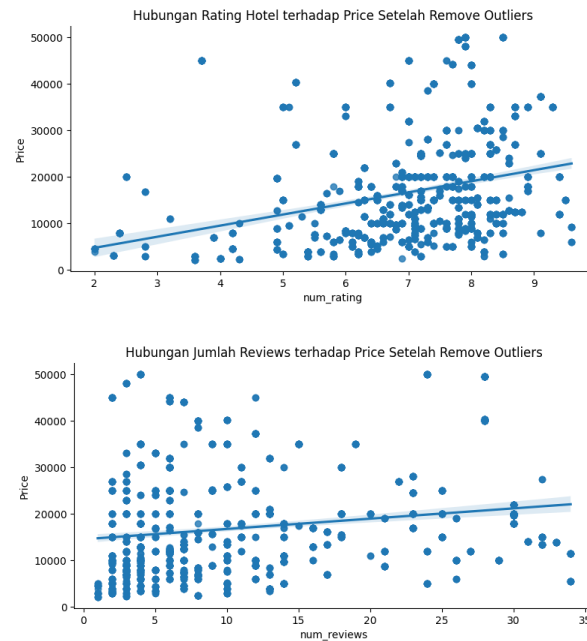 Hubungan Rating Hotel terhadap Price Setelah Remove Outliers
50000
40000
30000
20000
10000
0
Price
2 3 4 5 6 7 8 9
num_rating
Hubungan Jumlah Reviews terhadap Price Setelah Remove Outliers
50000
40000
30000
20000
10000
0
Price
0 5 10 15 20 25 30 35
num_reviews